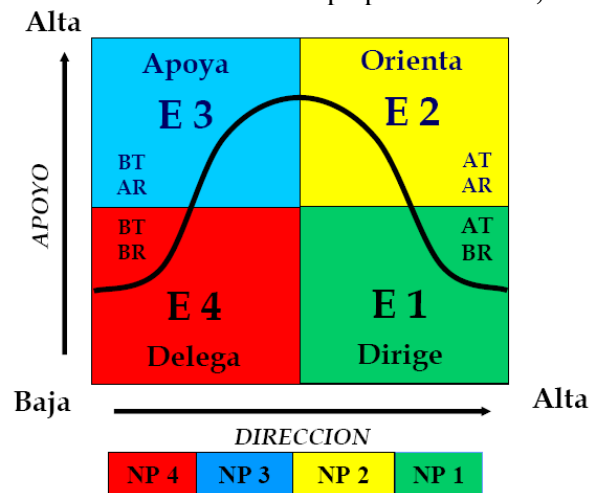 Alta
Apoya
E 3
Orienta
E 2
BT
AR
AT
AR
APOYO
BT
BR
AT
BR
E 4
Delega
E 1
Dirige
Baja
Alta
DIRECCION
NP 4
NP 3
NP 2
NP 1